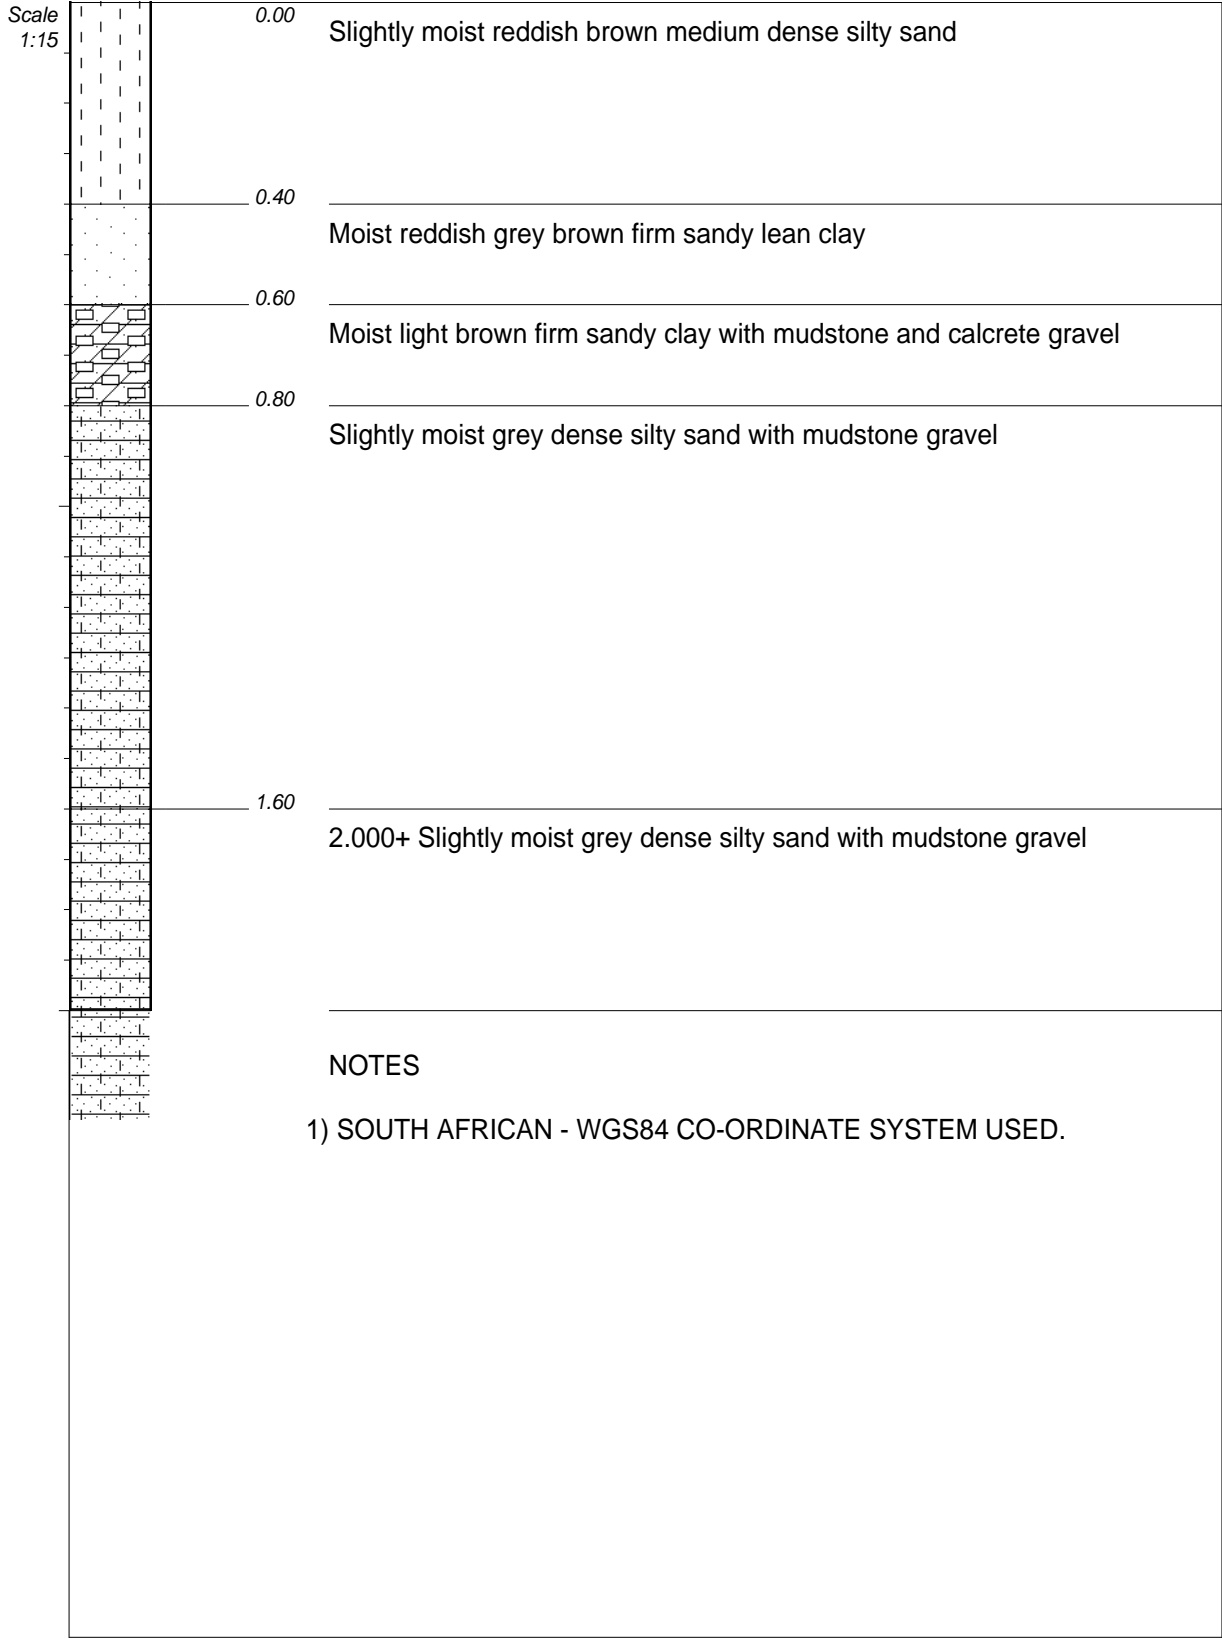 Scale
1:15
0.00
Slightly moist reddish brown medium dense silty sand
0.40
Moist reddish grey brown firm sandy lean clay
0.60
Moist light brown firm sandy clay with mudstone and calcrete gravel
0.80
Slightly moist grey dense silty sand with mudstone gravel
1.60
2.000+ Slightly moist grey dense silty sand with mudstone gravel
NOTES
1) SOUTH AFRICAN - WGS84 CO-ORDINATE SYSTEM USED.